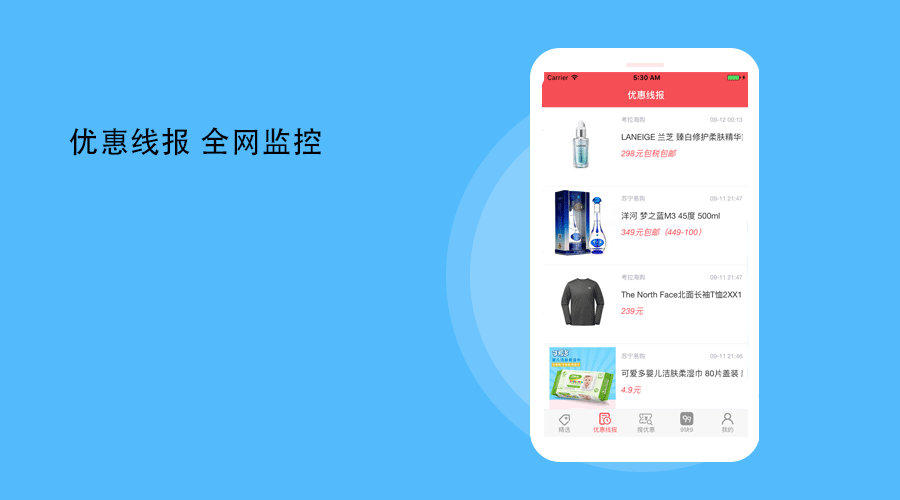 优惠线报 全网监控
Carrier
5:30 AM
优惠线报
考拉海购
09-12 00:13
LANEIGE 兰芝 臻白修护柔肤精华
298元包税包邮
苏宁易购
09-11 21:47
洋河 梦之蓝M3 45度 500ml
349元包邮（449-100）
考拉海购
09-11 21:47
The North Face北面长袖T恤2XX1
239元
苏宁易购
09-11 21:46
可爱多婴儿洁肤柔湿巾 80片盖装
4.9元
精选
优惠线报
搜优惠
9块9
我的